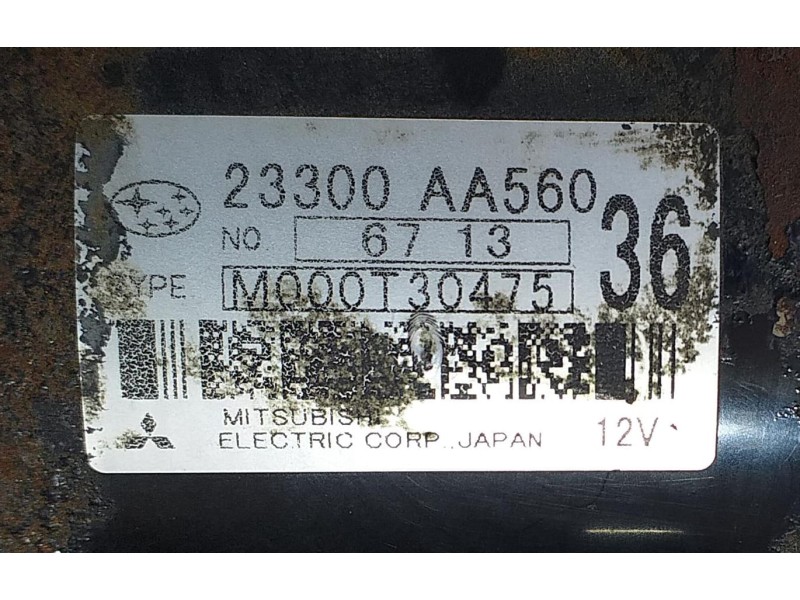 23300 AA560
NO 67 13
TYPE M000T30475
36
MITSUBISHI
ELECTRIC CORP., JAPAN
12V